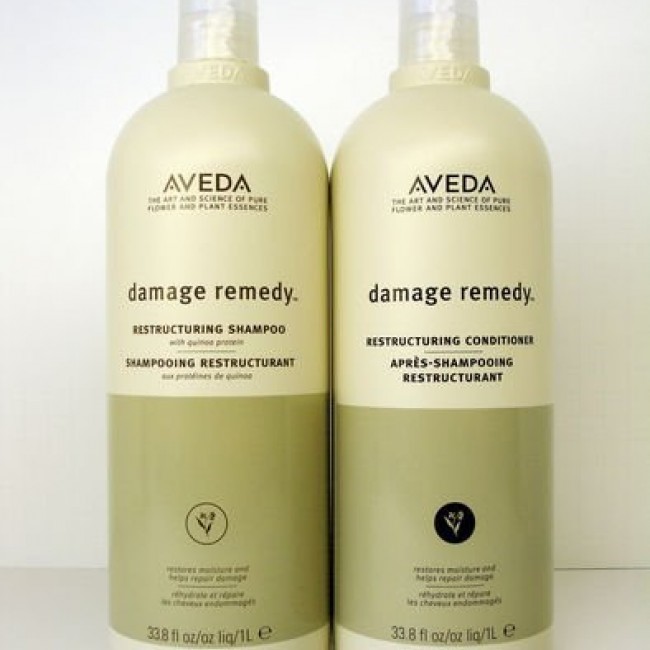 AVEDA
AVEDA
THE ART AND SCIENCE OF PURE
FLOWER AND PLANT ESSENCES
damage remedy™
RESTRUCTURING SHAMPOO
with quinoa protein
SHAMPOOING RESTRUCTURANT
aux protéines de quinoa
restores moisture and
helps repair damage
réhydrate et répare
les cheveux endommagés
33.8 fl oz/oz liq/1L ℮
AVEDA
AVEDA
THE ART AND SCIENCE OF PURE
FLOWER AND PLANT ESSENCES
damage remedy™
RESTRUCTURING CONDITIONER
APRÈS-SHAMPOOING
RESTRUCTURANT
restores moisture and
helps repair damage
réhydrate et répare
les cheveux endommagés
33.8 fl oz/oz liq/1L ℮